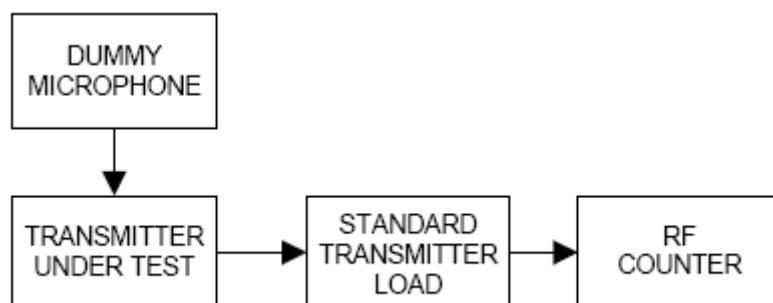 DUMMY
MICROPHONE
TRANSMITTER
UNDER TEST
STANDARD
TRANSMITTER
LOAD
RF
COUNTER